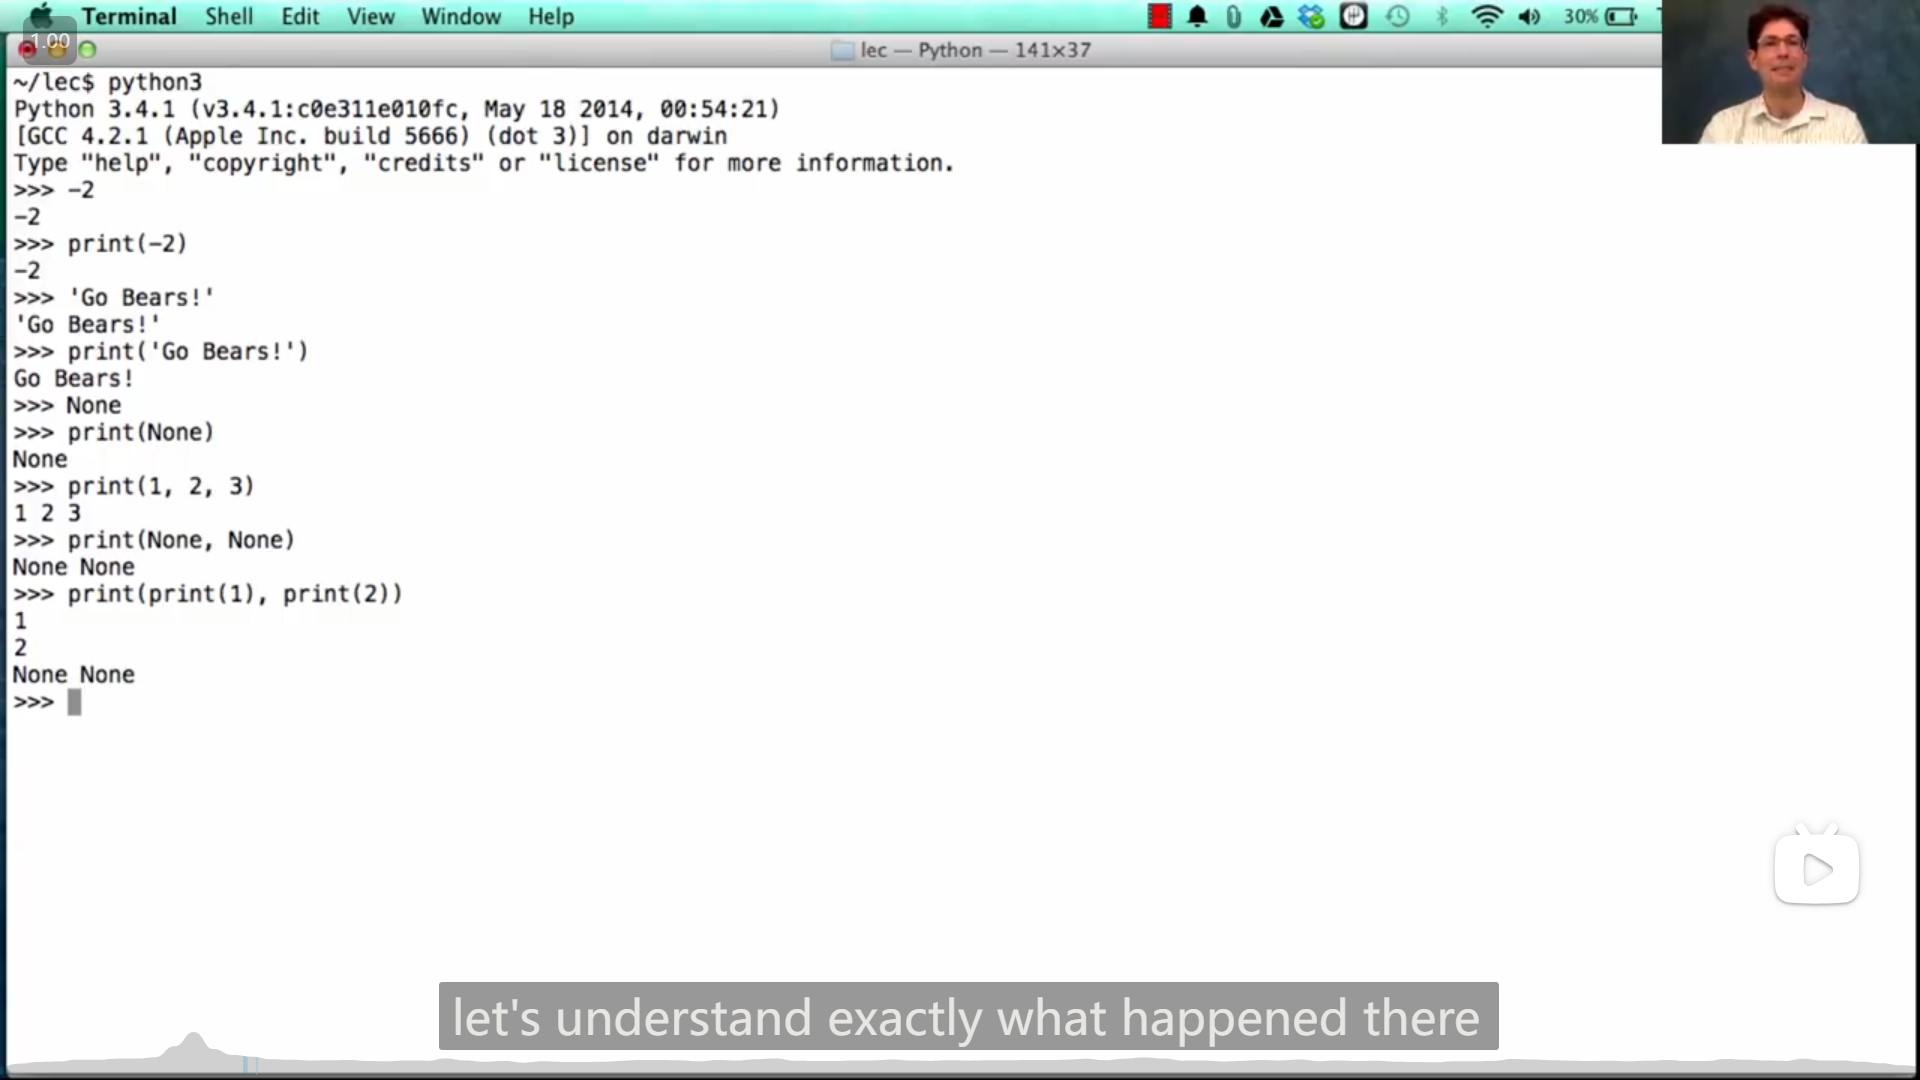 Terminal Shell Edit View Window Help 30%
1.00
lec — Python — 141×37
~/lec$ python3
Python 3.4.1 (v3.4.1:c0e311e010fc, May 18 2014, 00:54:21)
[GCC 4.2.1 (Apple Inc. build 5666) (dot 3)] on darwin
Type "help", "copyright", "credits" or "license" for more information.
>>> -2
-2
>>> print(-2)
-2
>>> 'Go Bears!'
'Go Bears!'
>>> print('Go Bears!')
Go Bears!
>>> None
>>> print(None)
None
>>> print(1, 2, 3)
1 2 3
>>> print(None, None)
None None
>>> print(print(1), print(2))
1
2
None None
>>>
let's understand exactly what happened there